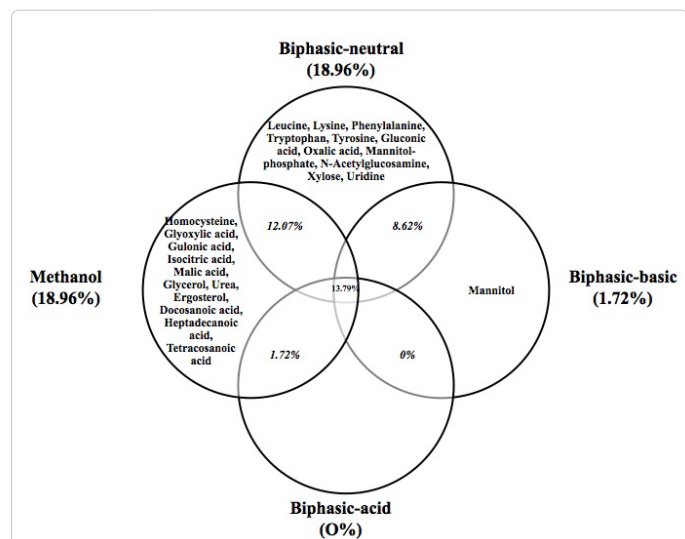 Biphasic-neutral
(18.96%)
Leucine, Lysine, Phenylalanine,
Tryptophan, Tyrosine, Gluconic
acid, Oxalic acid, Mannitol-
phosphate, N-Acetylglucosamine,
Xylose, Uridine
Homocysteine,
Glyoxylic acid,
Gulonic acid,
Isocitric acid,
Malic acid,
Glycerol, Urea,
Ergosterol,
Docosanoic acid,
Heptadecanoic
acid,
Tetracosanoic
acid
12.07%
8.62%
Methanol
(18.96%)
13.79%
Mannitol
Biphasic-basic
(1.72%)
1.72%
0%
Biphasic-acid
(O%)